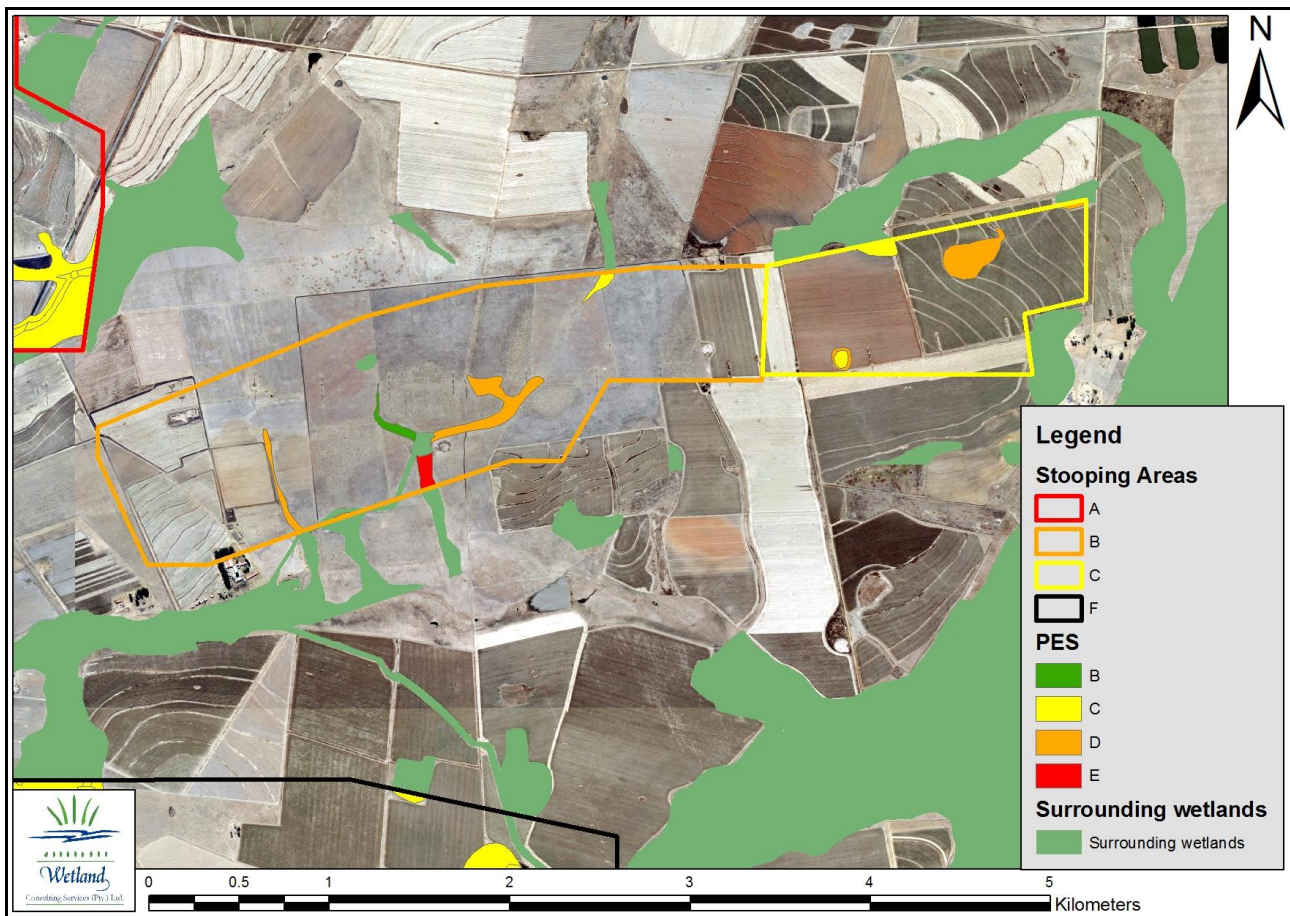 N
Legend
Stooping Areas
A
B
C
F
PES
B
C
D
E
Surrounding wetlands
Surrounding wetlands
Wetland
Consulting Services (Pty.) Ltd.
0 0.5 1 2 3 4 5
Kilometers